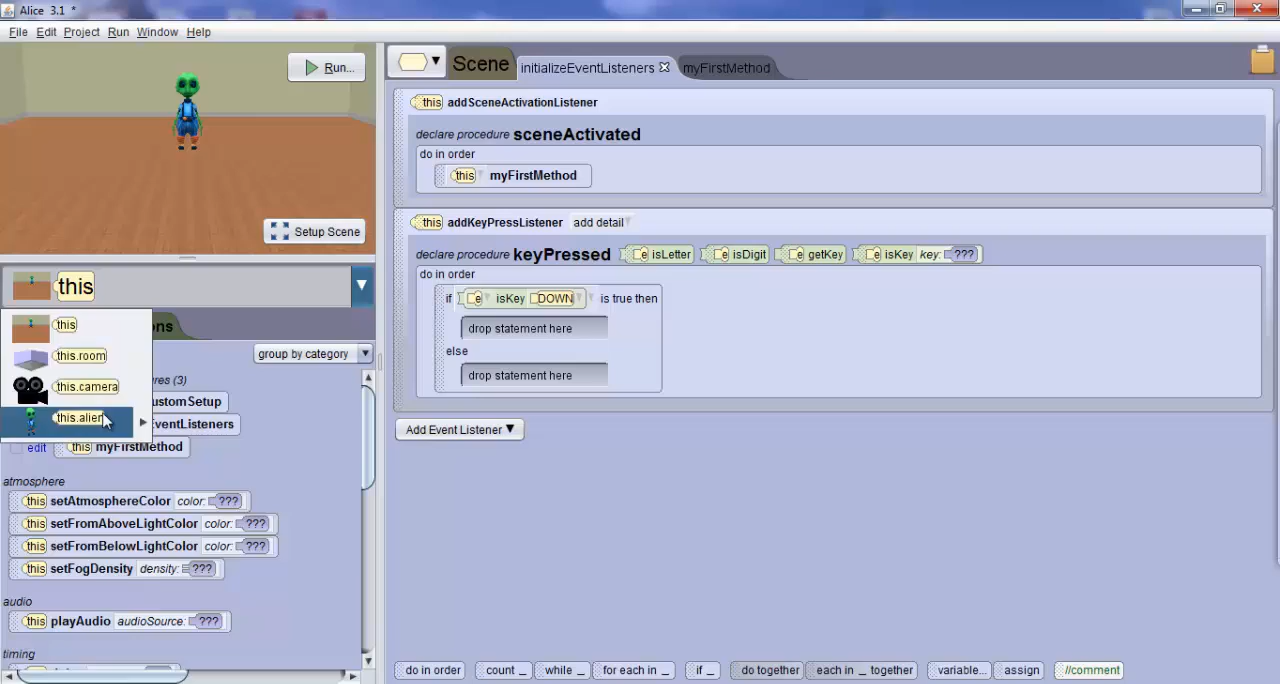 Alice 3.1 *
File Edit Project Run Window Help
Run...
Setup Scene
this
this
this.room
this.camera
this.alien
group by category
edit this myFirstMethod
atmosphere
this setAtmosphereColor color: ???
this setFromAboveLightColor color: ???
this setFromBelowLightColor color: ???
this setFogDensity density: ???
audio
this playAudio audioSource: ???
timing
Scene initializeEventListeners myFirstMethod
this addSceneActivationListener
declare procedure sceneActivated
do in order
this myFirstMethod
this addKeyPressListener add detail
declare procedure keyPressed e isLetter e isDigit e getKey e isKey key: ???
do in order
if e isKey DOWN is true then
drop statement here
else
drop statement here
Add Event Listener
do in order count _ while _ for each in _ if _ do together each in _ together variable... assign //comment